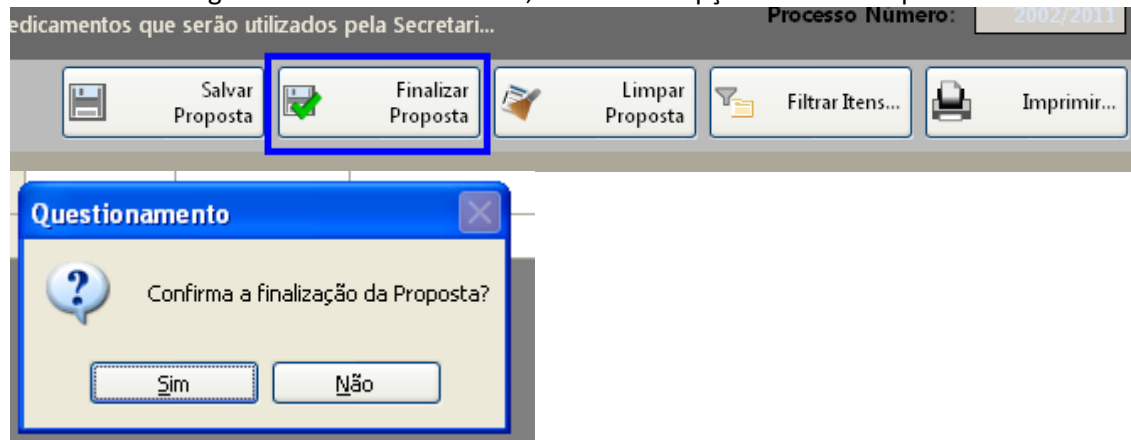 edicamentos que serão utilizados pela Secretari... Processo Número: 2002/2011
Salvar
Proposta
Finalizar
Proposta
Limpar
Proposta
Filtrar Itens...
Imprimir...
Questionamento
Confirma a finalização da Proposta?
Sim Não